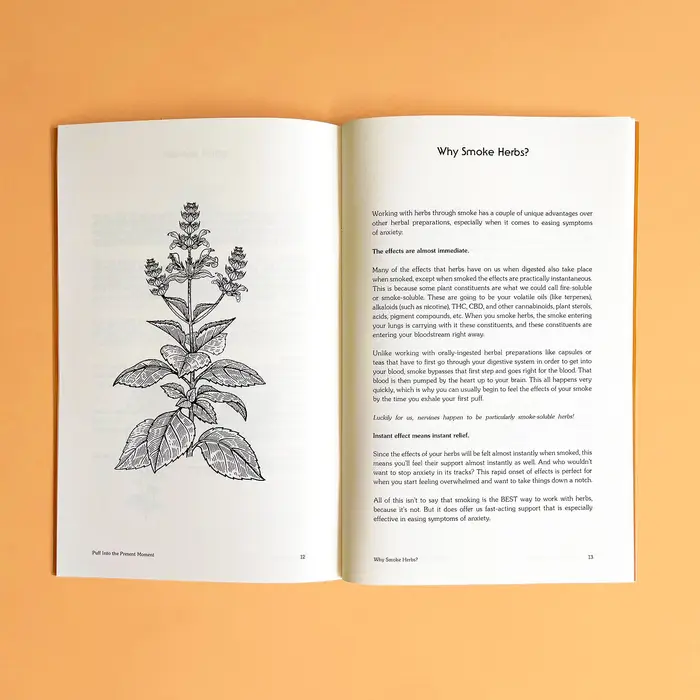 Puff Into the Present Moment
12
Why Smoke Herbs?
Working with herbs through smoke has a couple of unique advantages over
other herbal preparations, especially when it comes to easing symptoms
of anxiety.
The effects are almost immediate.
Many of the effects that herbs have on us when digested also take place
when smoked, except when smoked the effects are practically instantaneous.
This is because some plant constituents are what we could call fire-soluble
or smoke-soluble. These are going to be your volatile oils (like terpenes),
alkaloids (such as nicotine), THC, CBD, and other cannabinoids, plant sterols,
acids, pigment compounds, etc. When you smoke herbs, the smoke entering
your lungs is carrying with it these constituents, and these constituents are
entering your bloodstream right away.
Unlike working with orally-ingested herbal preparations like capsules or
teas that have to first go through your digestive system in order to get into
your blood, smoke bypasses that first step and goes right for the blood. That
blood is then pumped by the heart up to your brain. This all happens very
quickly, which is why you can usually begin to feel the effects of your smoke
by the time you exhale your first puff.
Luckily for us, nervines happen to be particularly smoke-soluble herbs!
Instant effect means instant relief.
Since the effects of your herbs will be felt almost instantly when smoked, this
means you'll feel their support almost instantly as well. And who wouldn't
want to stop anxiety in its tracks? This rapid onset of effects is perfect for
when you start feeling overwhelmed and want to take things down a notch.
All of this isn't to say that smoking is the BEST way to work with herbs,
because it's not. But it does offer us fast-acting support that is especially
effective in easing symptoms of anxiety.
Why Smoke Herbs?
13